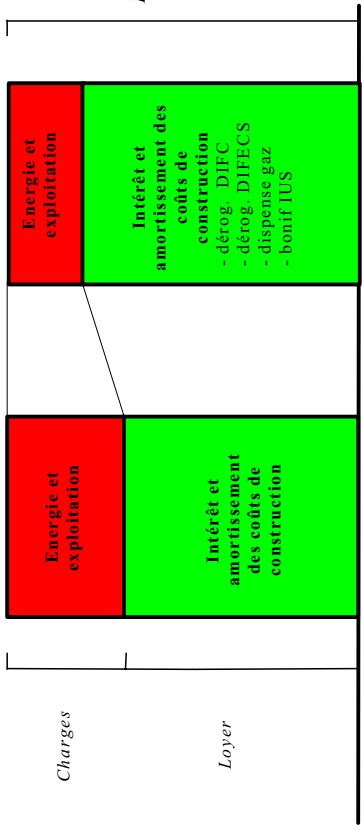 Charges
Loyer
Energie et
exploitation
Intérêt et
amortissement
des coûts de
construction
Energie et
exploitation
Intérêt et
amortissement des
coûts de
construction
- dérog. DIFC
- dérog. DIFECS
- dispense gaz
- bonif IUS